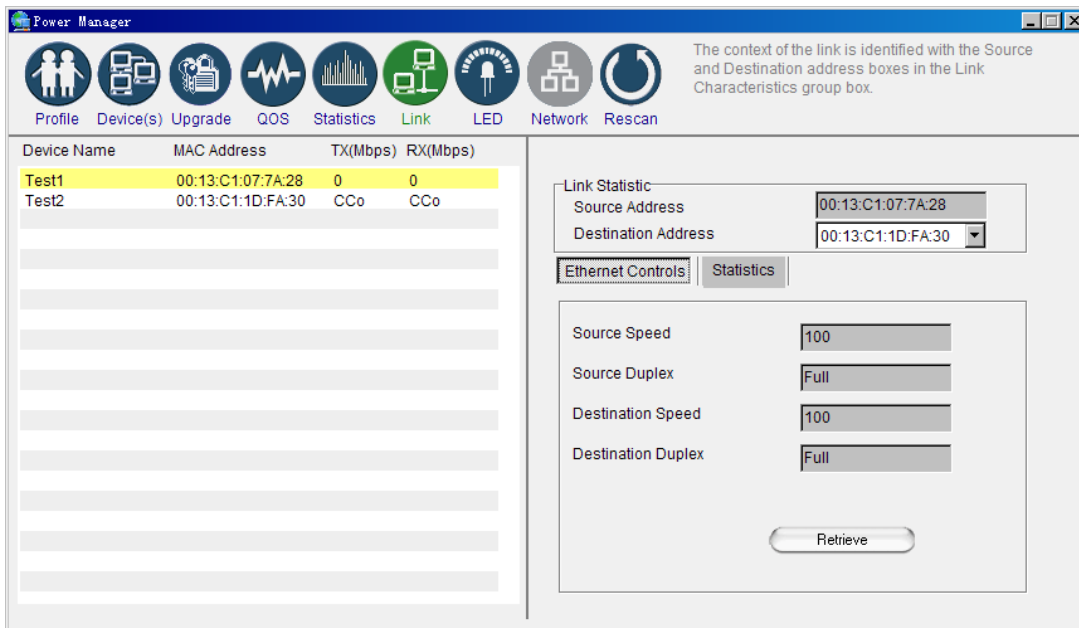 Power Manager
The context of the link is identified with the Source
and Destination address boxes in the Link
Characteristics group box.
Profile Device(s) Upgrade QOS Statistics Link LED Network Rescan
Device Name MAC Address TX(Mbps) RX(Mbps)
Test1 00:13:C1:07:7A:28 0 0
Test2 00:13:C1:1D:FA:30 CCo CCo
Link Statistic
Source Address 00:13:C1:07:7A:28
Destination Address 00:13:C1:1D:FA:30
Ethernet Controls Statistics
Source Speed 100
Source Duplex Full
Destination Speed 100
Destination Duplex Full
Retrieve